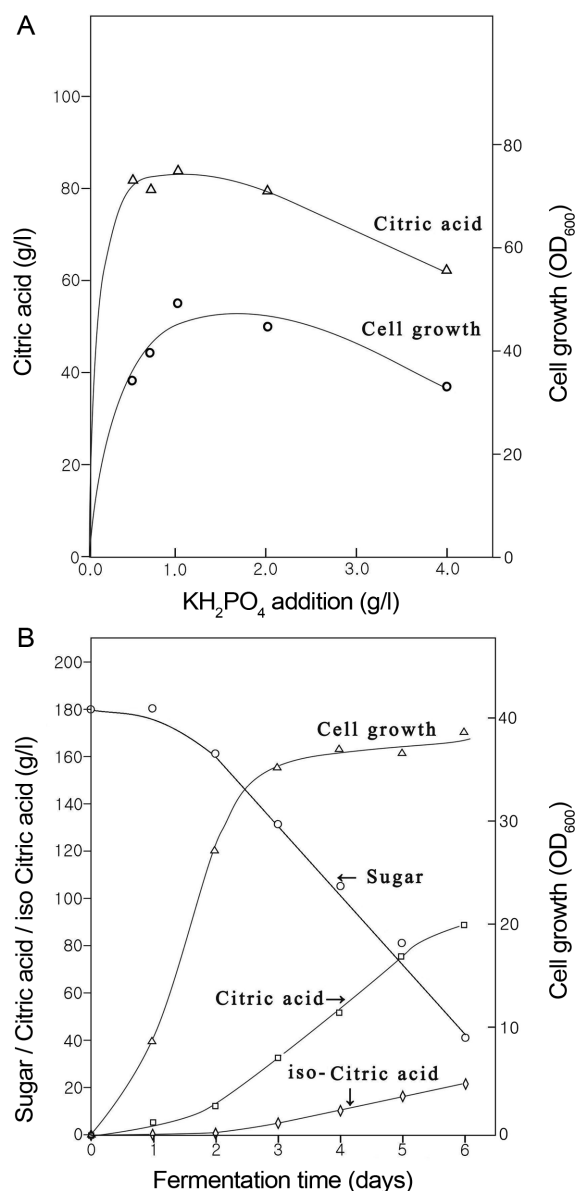 A
100
80
60
40
20
0
Citric acid (g/l)
80
60
40
20
0
Cell growth (OD600)
Citric acid
Cell growth
0.0 1.0 2.0 3.0 4.0
KH2PO4 addition (g/l)
B
200
180
160
140
120
100
80
60
40
20
0
Sugar / Citric acid / iso Citric acid (g/l)
40
30
20
10
0
Cell growth (OD600)
Cell growth
← Sugar
Citric acid→
iso-Citric acid
0 1 2 3 4 5 6
Fermentation time (days)